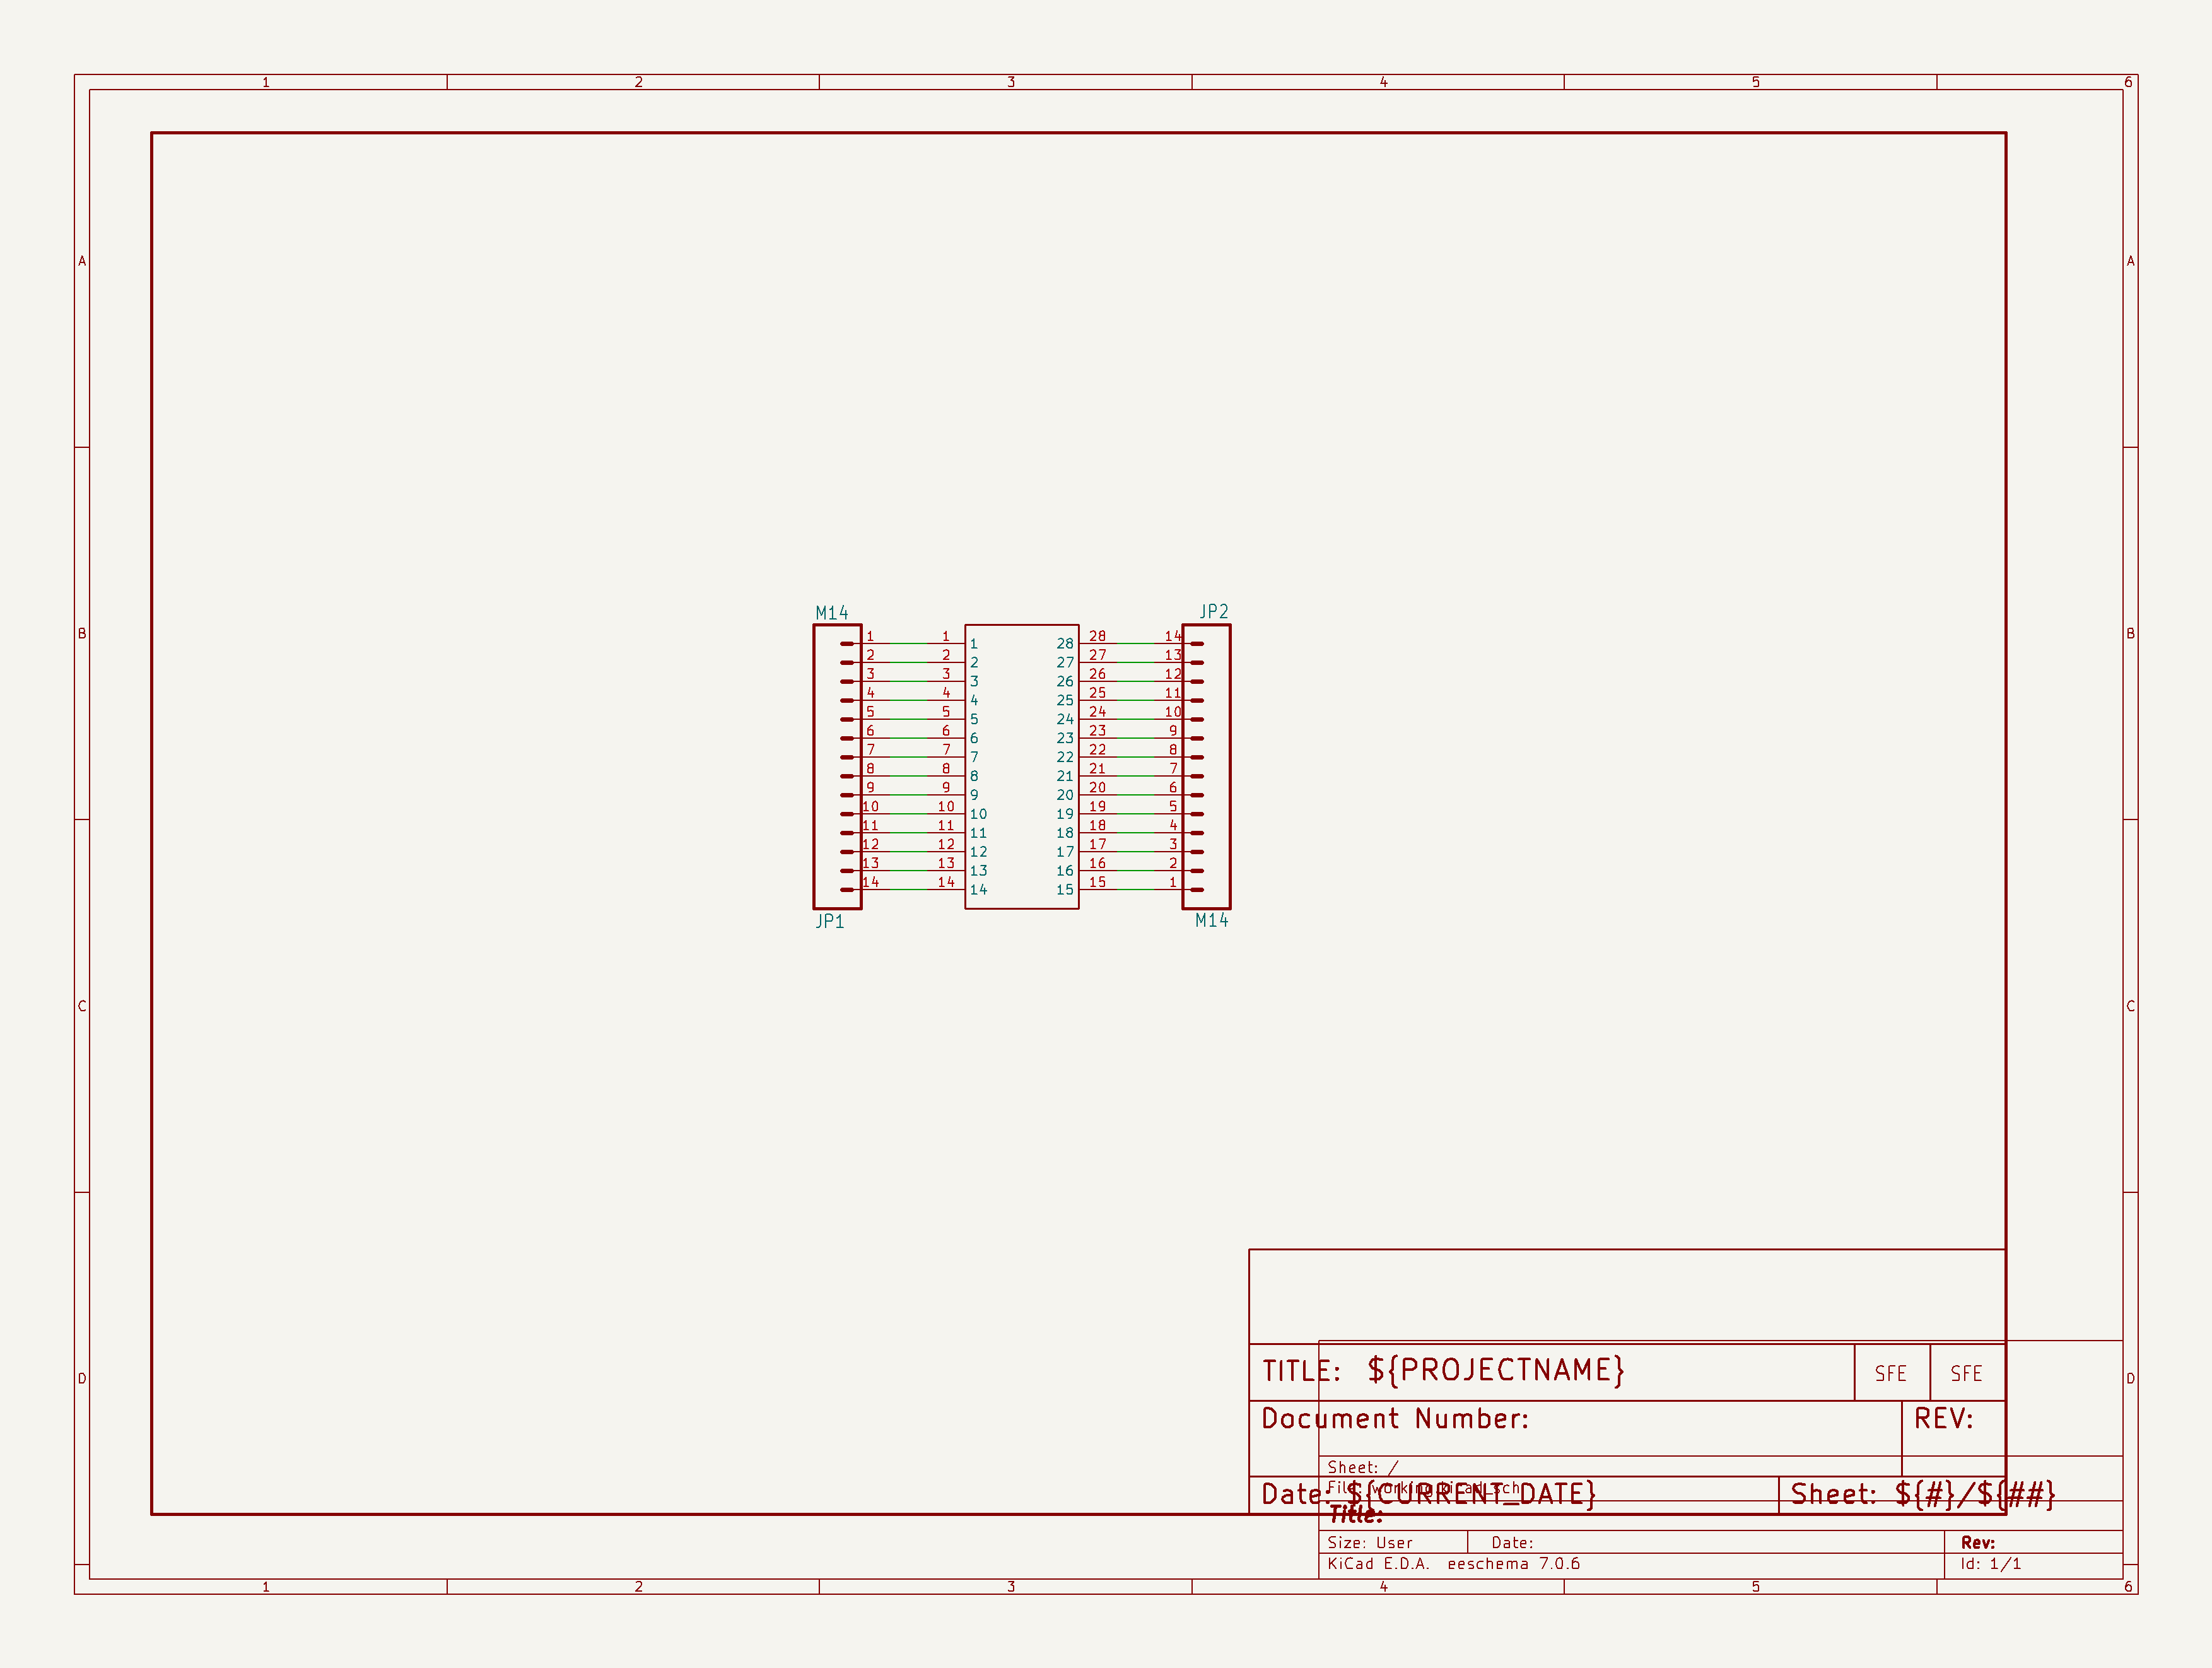 1 2 3 4 5 6
A A
M14 JP2
B B
1 1 1 28 28 14
2 2 2 27 27 13
3 3 3 26 26 12
4 4 4 25 25 11
5 5 5 24 24 10
6 6 6 23 23 9
7 7 7 22 22 8
8 8 8 21 21 7
9 9 9 20 20 6
10 10 10 19 19 5
11 11 11 18 18 4
12 12 12 17 17 3
13 13 13 16 16 2
14 14 14 15 15 1
JP1 M14
C C
TITLE: ${PROJECTNAME} SFE SFE
D D
Document Number: REV:
Sheet: /
File: working.kicad_sch
Date: ${CURRENT_DATE} Sheet: ${#}/${##}
Title:
Size: User Date: Rev:
KiCad E.D.A. eeschema 7.0.6 Id: 1/1
1 2 3 4 5 6